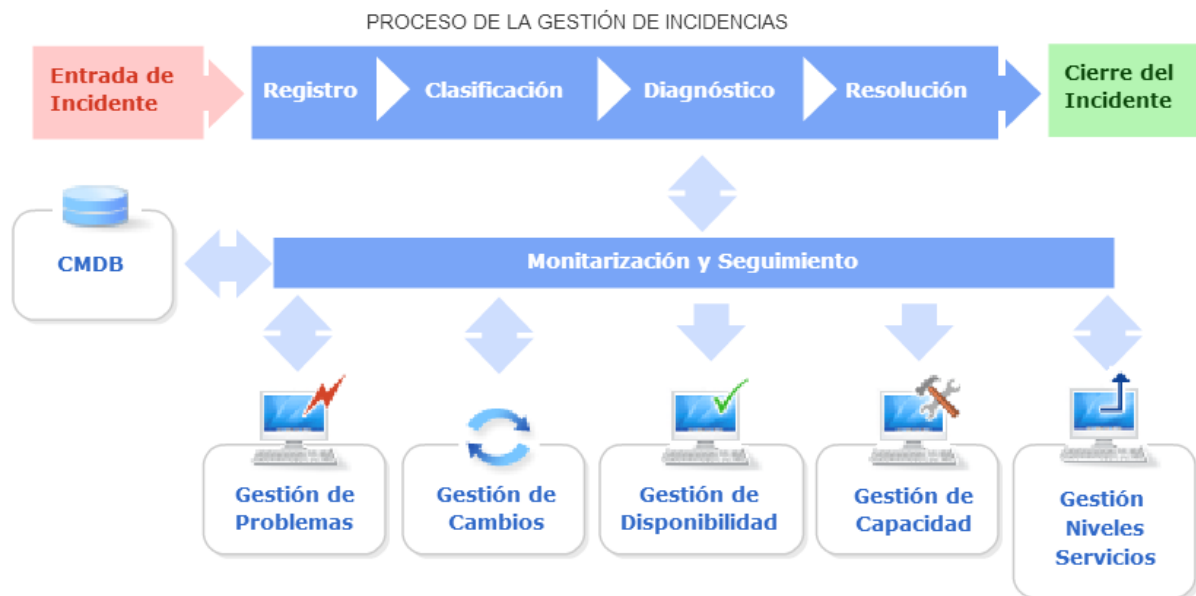 PROCESO DE LA GESTIÓN DE INCIDENCIAS
Entrada de
Incidente
Registro
Clasificación
Diagnóstico
Resolución
Cierre del
Incidente
CMDB
Monitarización y Seguimiento
Gestión de
Problemas
Gestión de
Cambios
Gestión de
Disponibilidad
Gestión de
Capacidad
Gestión
Niveles
Servicios